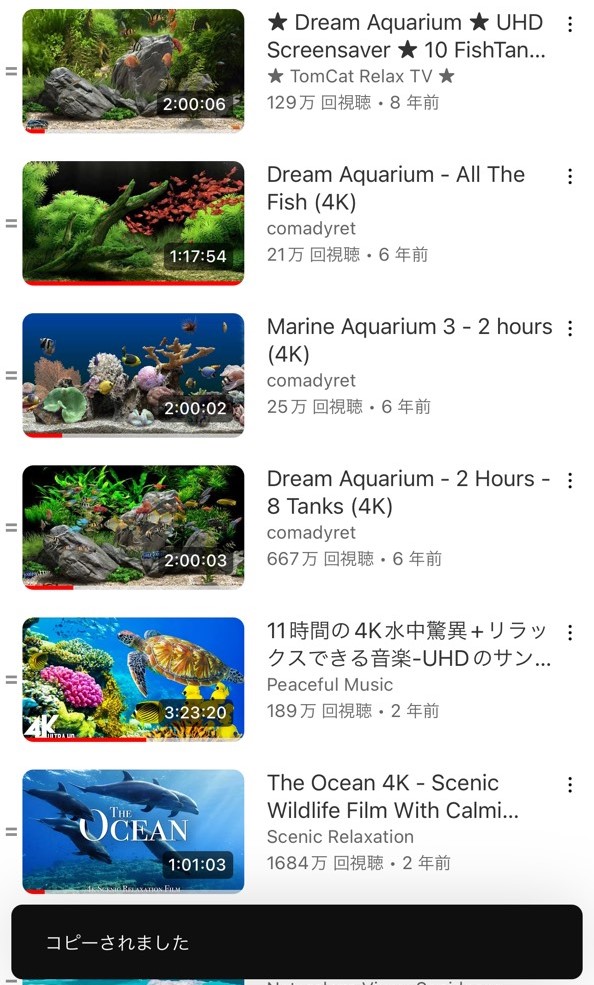 ★ Dream Aquarium ★ UHD
Screensaver ★ 10 FishTan...
★ TomCat Relax TV ★
129万 回視聴・8 年前
2:00:06
Dream Aquarium - All The
Fish (4K)
comadyret
21万 回視聴・6 年前
1:17:54
Marine Aquarium 3 - 2 hours
(4K)
comadyret
25万 回視聴・6 年前
2:00:02
Dream Aquarium - 2 Hours -
8 Tanks (4K)
comadyret
667万 回視聴・6 年前
2:00:03
11時間の4K水中驚異+リラッ
クスできる音楽-UHDのサン...
Peaceful Music
189万 回視聴・2 年前
3:23:20
4K
ULTRA HD
The Ocean 4K - Scenic
Wildlife Film With Calmi...
Scenic Relaxation
1684万 回視聴・2 年前
THE
OCEAN
1:01:03
4K SCENIC RELAXATION FILM
コピーされました